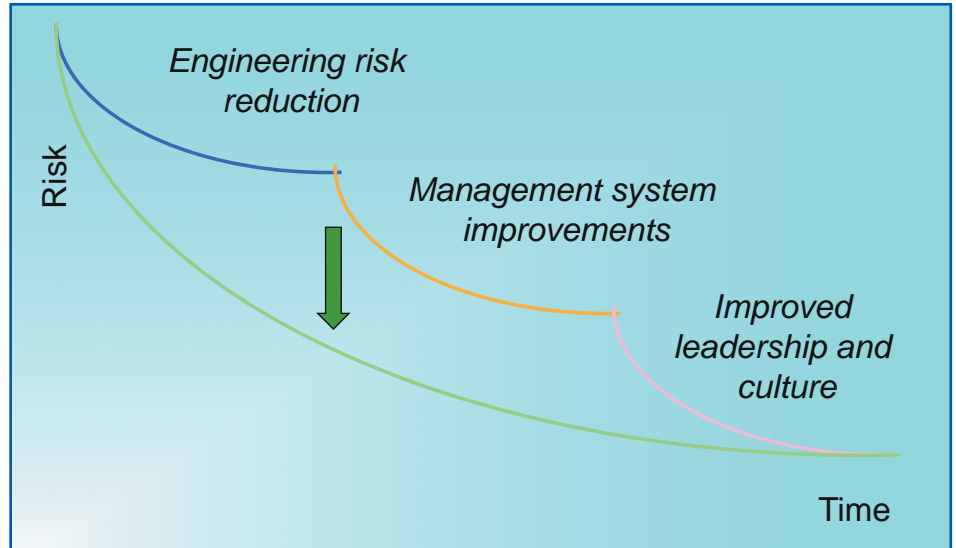 Engineering risk
reduction
Risk
Management system
improvements
Improved
leadership and
culture
Time